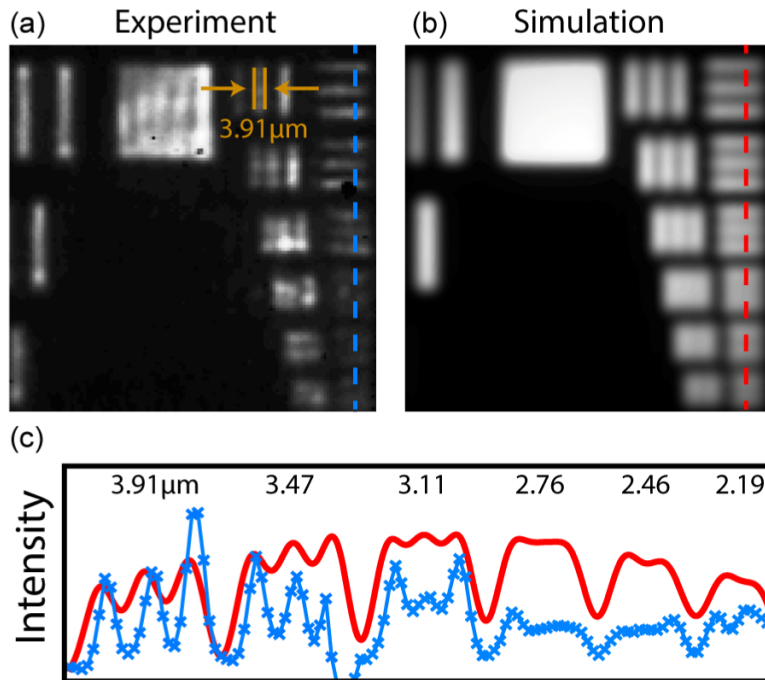 (a) Experiment
(b) Simulation
3.91µm
(c)
3.91µm 3.47 3.11 2.76 2.46 2.19
Intensity